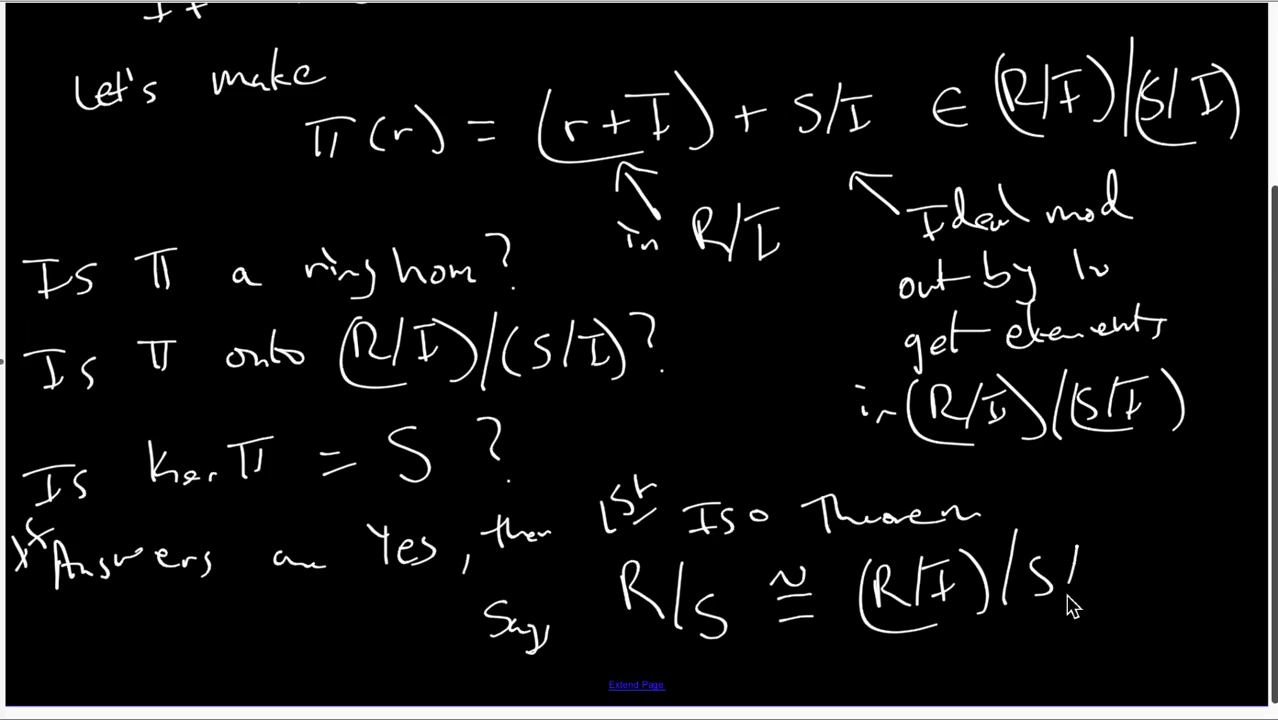 Let's make
π(r) = (r+I) + S/I ∈ (R/I)/(S/I)
in R/I
Ideal mod
out by to
get elements
in (R/I)/(S/I)
Is π a ring hom?
Is π onto (R/I)/(S/I)?
Is ker π = S ?
If Answers are Yes, then 1st Iso Theorem
Say R/S ≅ (R/I)/S/
Extend Page